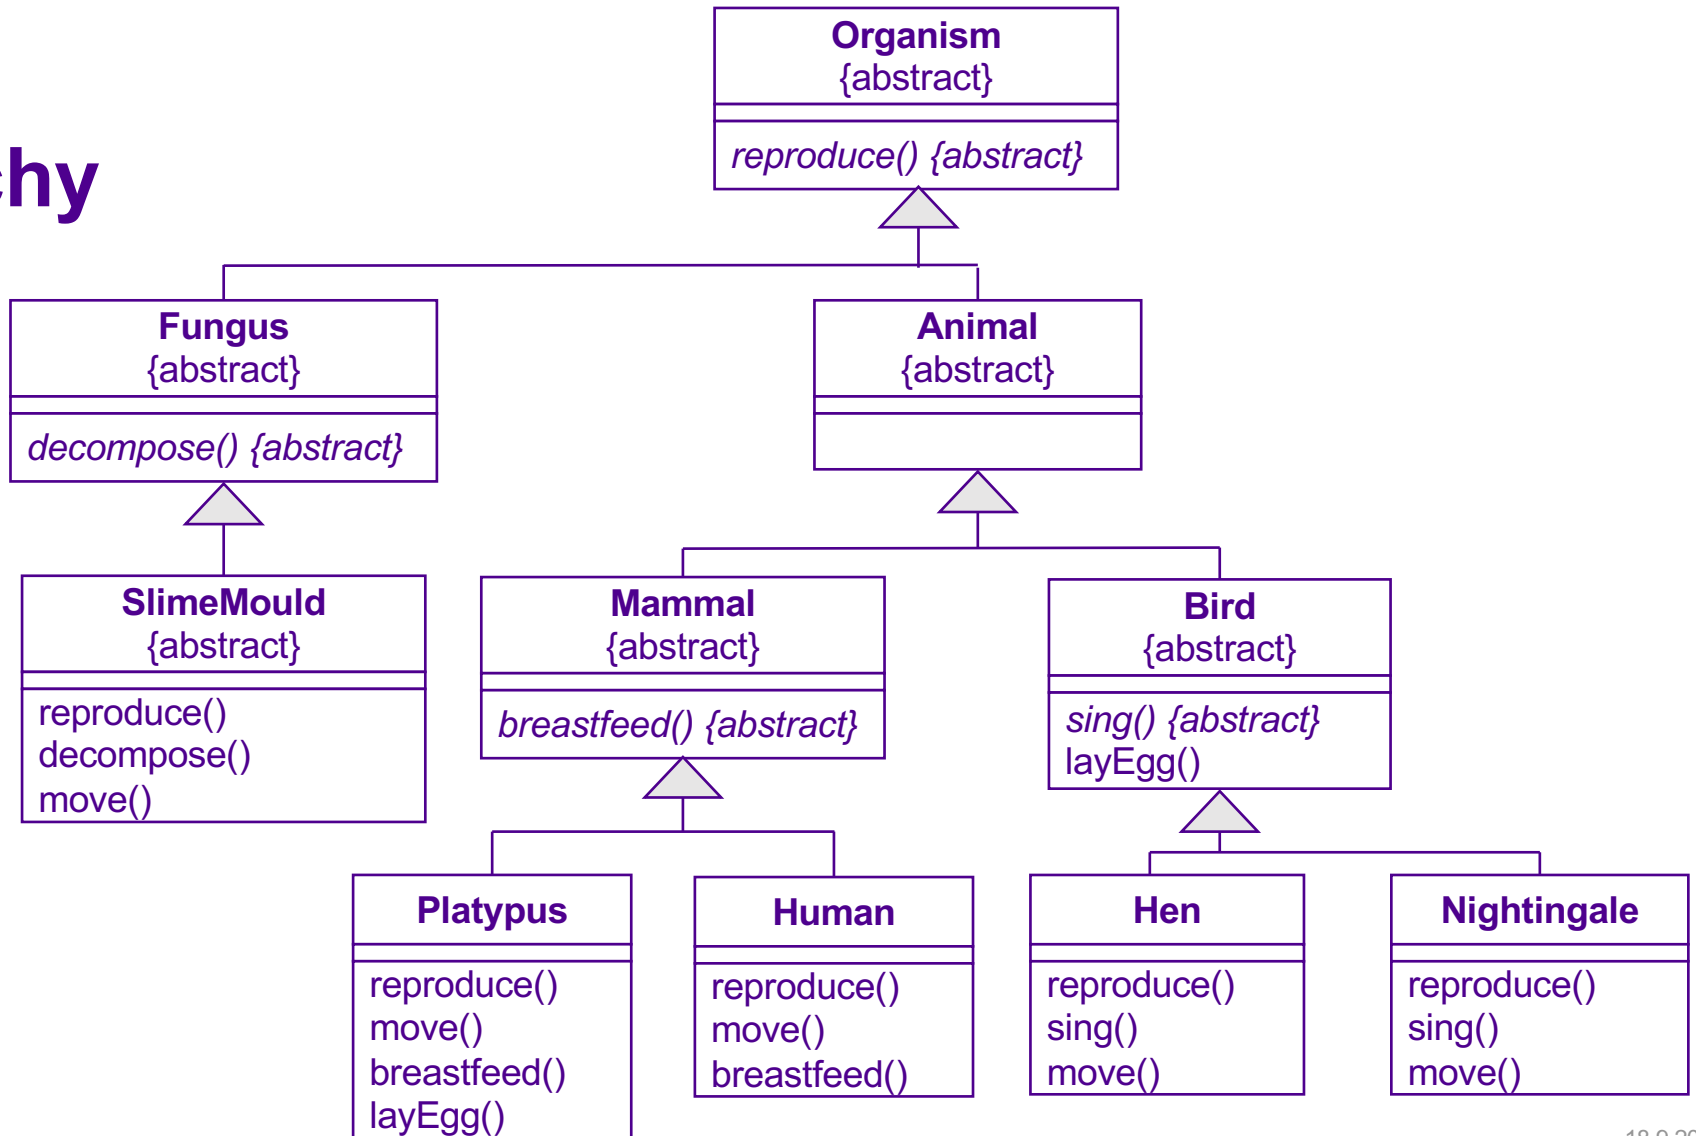 Organism
{abstract}
reproduce() {abstract}
chy
Fungus
{abstract}
decompose() {abstract}
Animal
{abstract}
SlimeMould
{abstract}
reproduce()
decompose()
move()
Mammal
{abstract}
breastfeed() {abstract}
Bird
{abstract}
sing() {abstract}
layEgg()
Platypus
reproduce()
move()
breastfeed()
layEgg()
Human
reproduce()
move()
breastfeed()
Hen
reproduce()
sing()
move()
Nightingale
reproduce()
sing()
move()